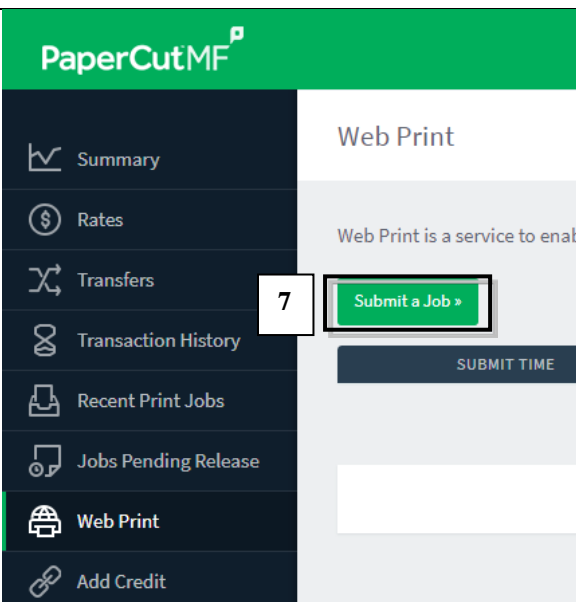 PaperCutMF
Web Print
Summary
Rates
Web Print is a service to enab
Transfers
7
Submit a Job »
Transaction History
SUBMIT TIME
Recent Print Jobs
Jobs Pending Release
Web Print
Add Credit